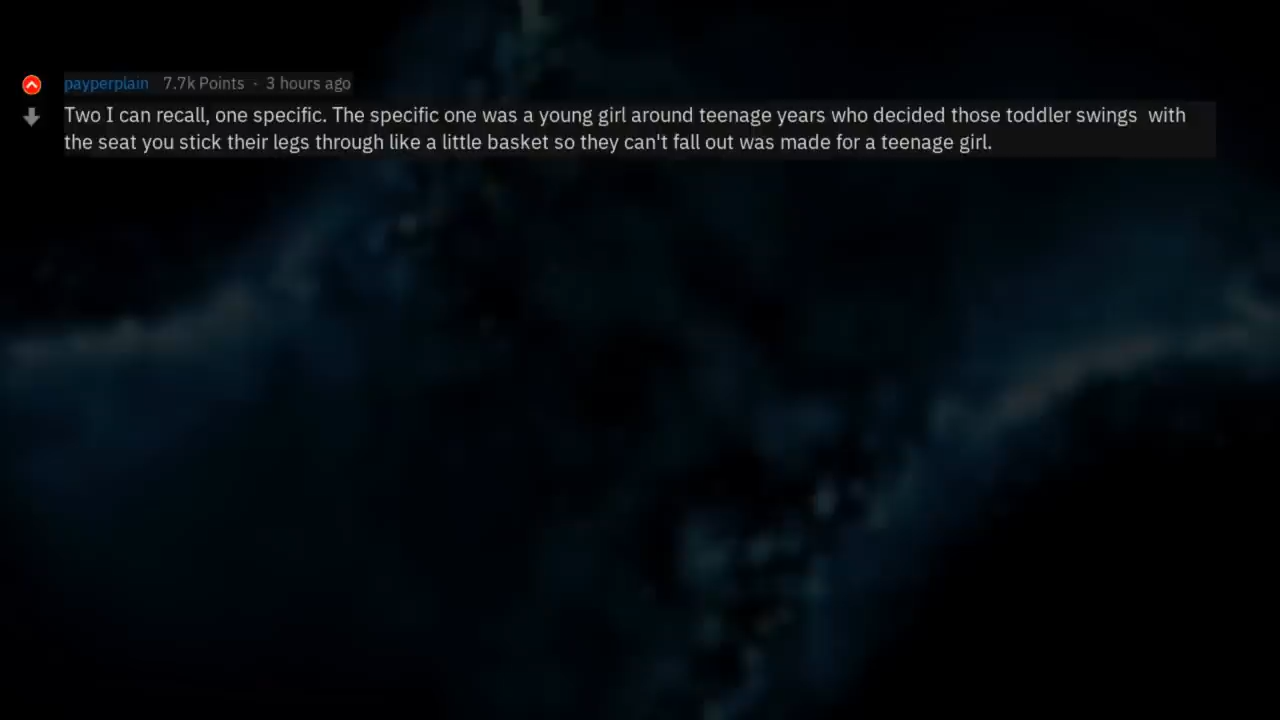 payperplain 7.7k Points · 3 hours ago
Two I can recall, one specific. The specific one was a young girl around teenage years who decided those toddler swings with
the seat you stick their legs through like a little basket so they can't fall out was made for a teenage girl.